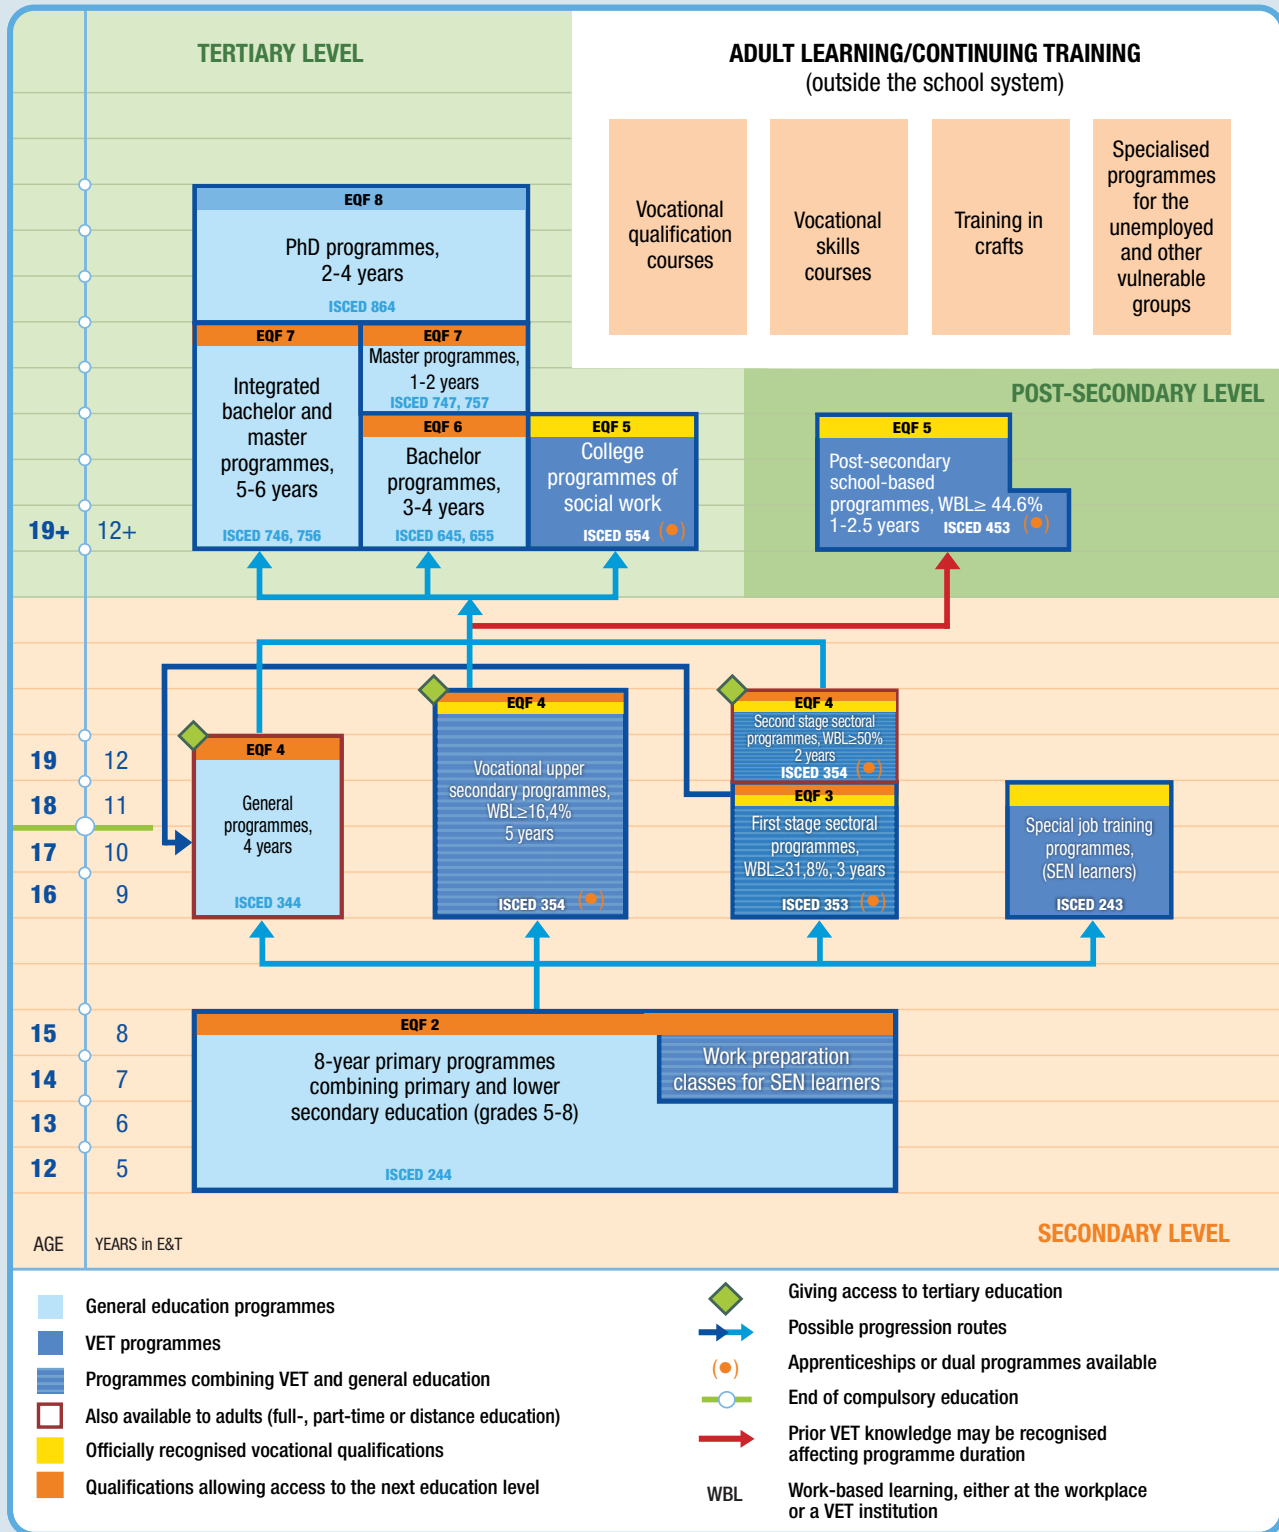 TERTIARY LEVEL
ADULT LEARNING/CONTINUING TRAINING
(outside the school system)
Vocational
qualification
courses
Vocational
skills
courses
Training in
crafts
Specialised
programmes
for the
unemployed
and other
vulnerable
groups
EQF 8
PhD programmes,
2-4 years
ISCED 864
EQF 7
Integrated
bachelor and
master
programmes,
5-6 years
ISCED 746, 756
EQF 7
Master programmes,
1-2 years
ISCED 747, 757
EQF 6
Bachelor
programmes,
3-4 years
ISCED 645, 655
EQF 5
College
programmes of
social work
ISCED 554
POST-SECONDARY LEVEL
EQF 5
Post-secondary
school-based
programmes, WBL≥ 44.6%
1-2.5 years ISCED 453
19+ 12+
EQF 4
General
programmes,
4 years
ISCED 344
EQF 4
Vocational upper
secondary programmes,
WBL≥16,4%
5 years
ISCED 354
EQF 4
Second stage sectoral
programmes, WBL≥50%
2 years
ISCED 354
EQF 3
First stage sectoral
programmes,
WBL≥31,8%, 3 years
ISCED 353
Special job training
programmes,
(SEN learners)
ISCED 243
19 12
18 11
17 10
16 9
15 8
14 7
13 6
12 5
EQF 2
8-year primary programmes
combining primary and lower
secondary education (grades 5-8)
ISCED 244
Work preparation
classes for SEN learners
AGE YEARS in E&T
SECONDARY LEVEL
General education programmes
VET programmes
Programmes combining VET and general education
Also available to adults (full-, part-time or distance education)
Officially recognised vocational qualifications
Qualifications allowing access to the next education level
Giving access to tertiary education
Possible progression routes
Apprenticeships or dual programmes available
End of compulsory education
Prior VET knowledge may be recognised
affecting programme duration
WBL Work-based learning, either at the workplace
or a VET institution